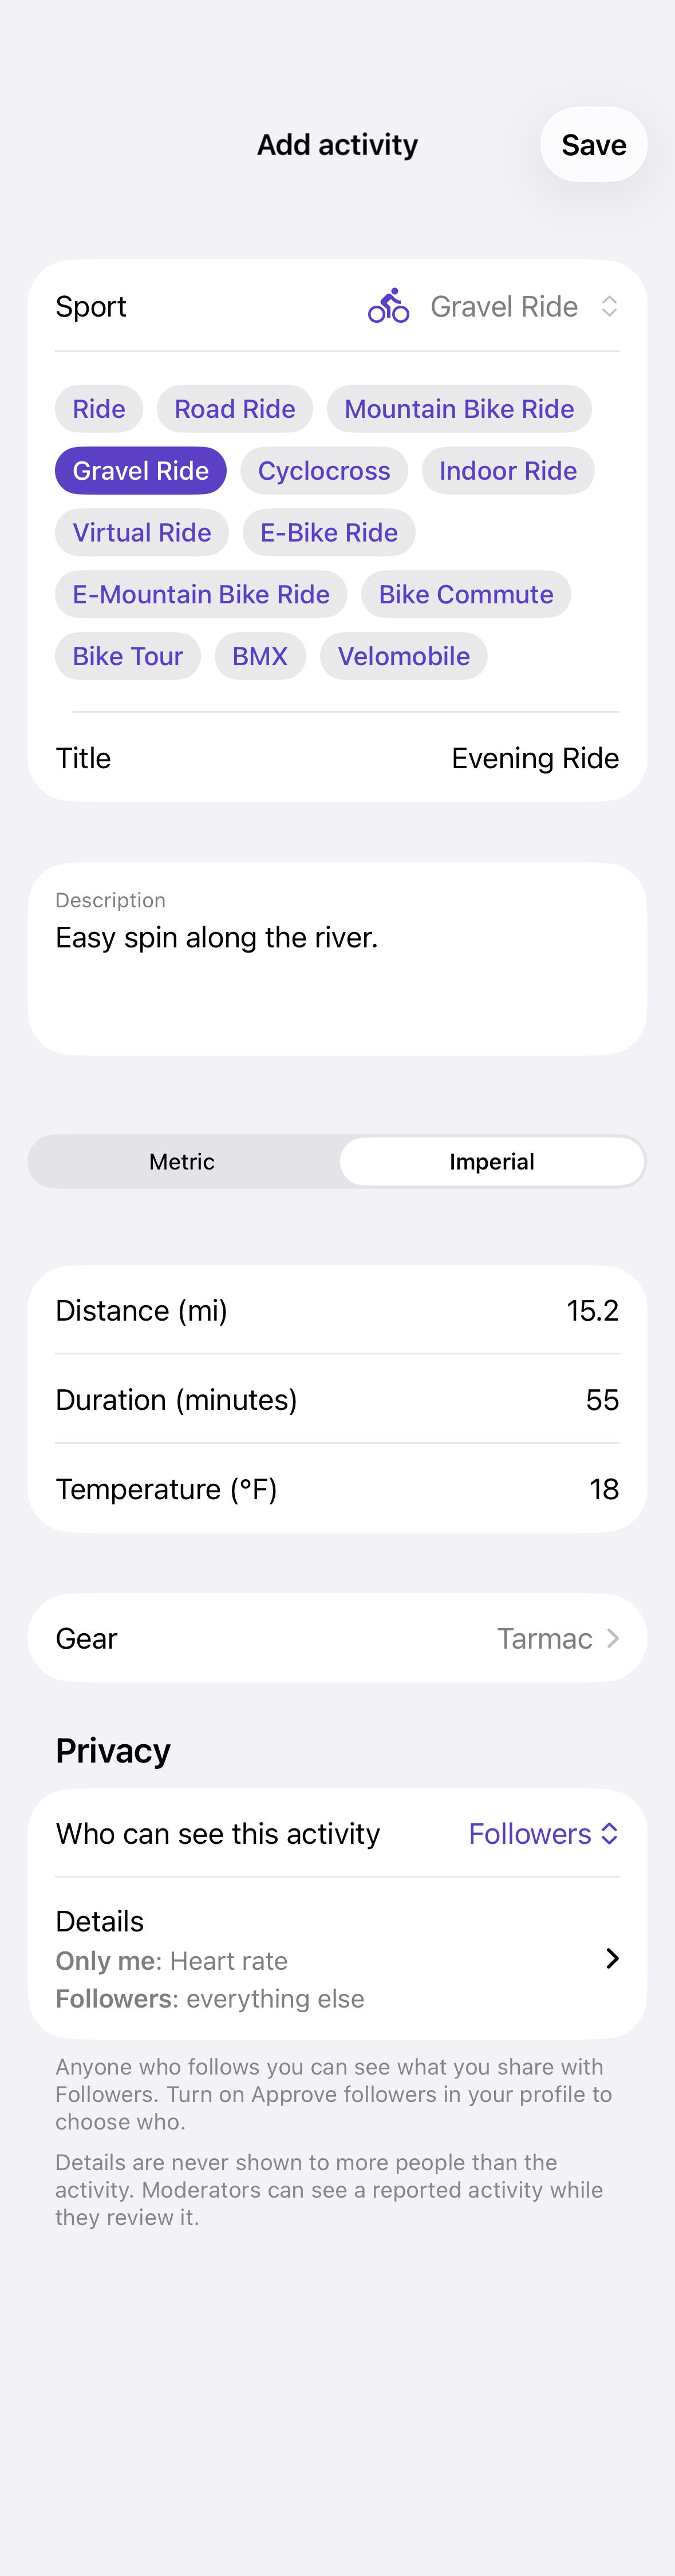 Add activity
Save
Sport
Gravel Ride
Ride
Road Ride
Mountain Bike Ride
Gravel Ride
Cyclocross
Indoor Ride
Virtual Ride
E-Bike Ride
E-Mountain Bike Ride
Bike Commute
Bike Tour
BMX
Velomobile
Title
Evening Ride
Description
Easy spin along the river.
Metric
Imperial
Distance (mi)
15.2
Duration (minutes)
55
Temperature (°F)
18
Gear
Tarmac
Privacy
Who can see this activity
Followers
Details
Only me: Heart rate
Followers: everything else
Anyone who follows you can see what you share with
Followers. Turn on Approve followers in your profile to
choose who.
Details are never shown to more people than the
activity. Moderators can see a reported activity while
they review it.